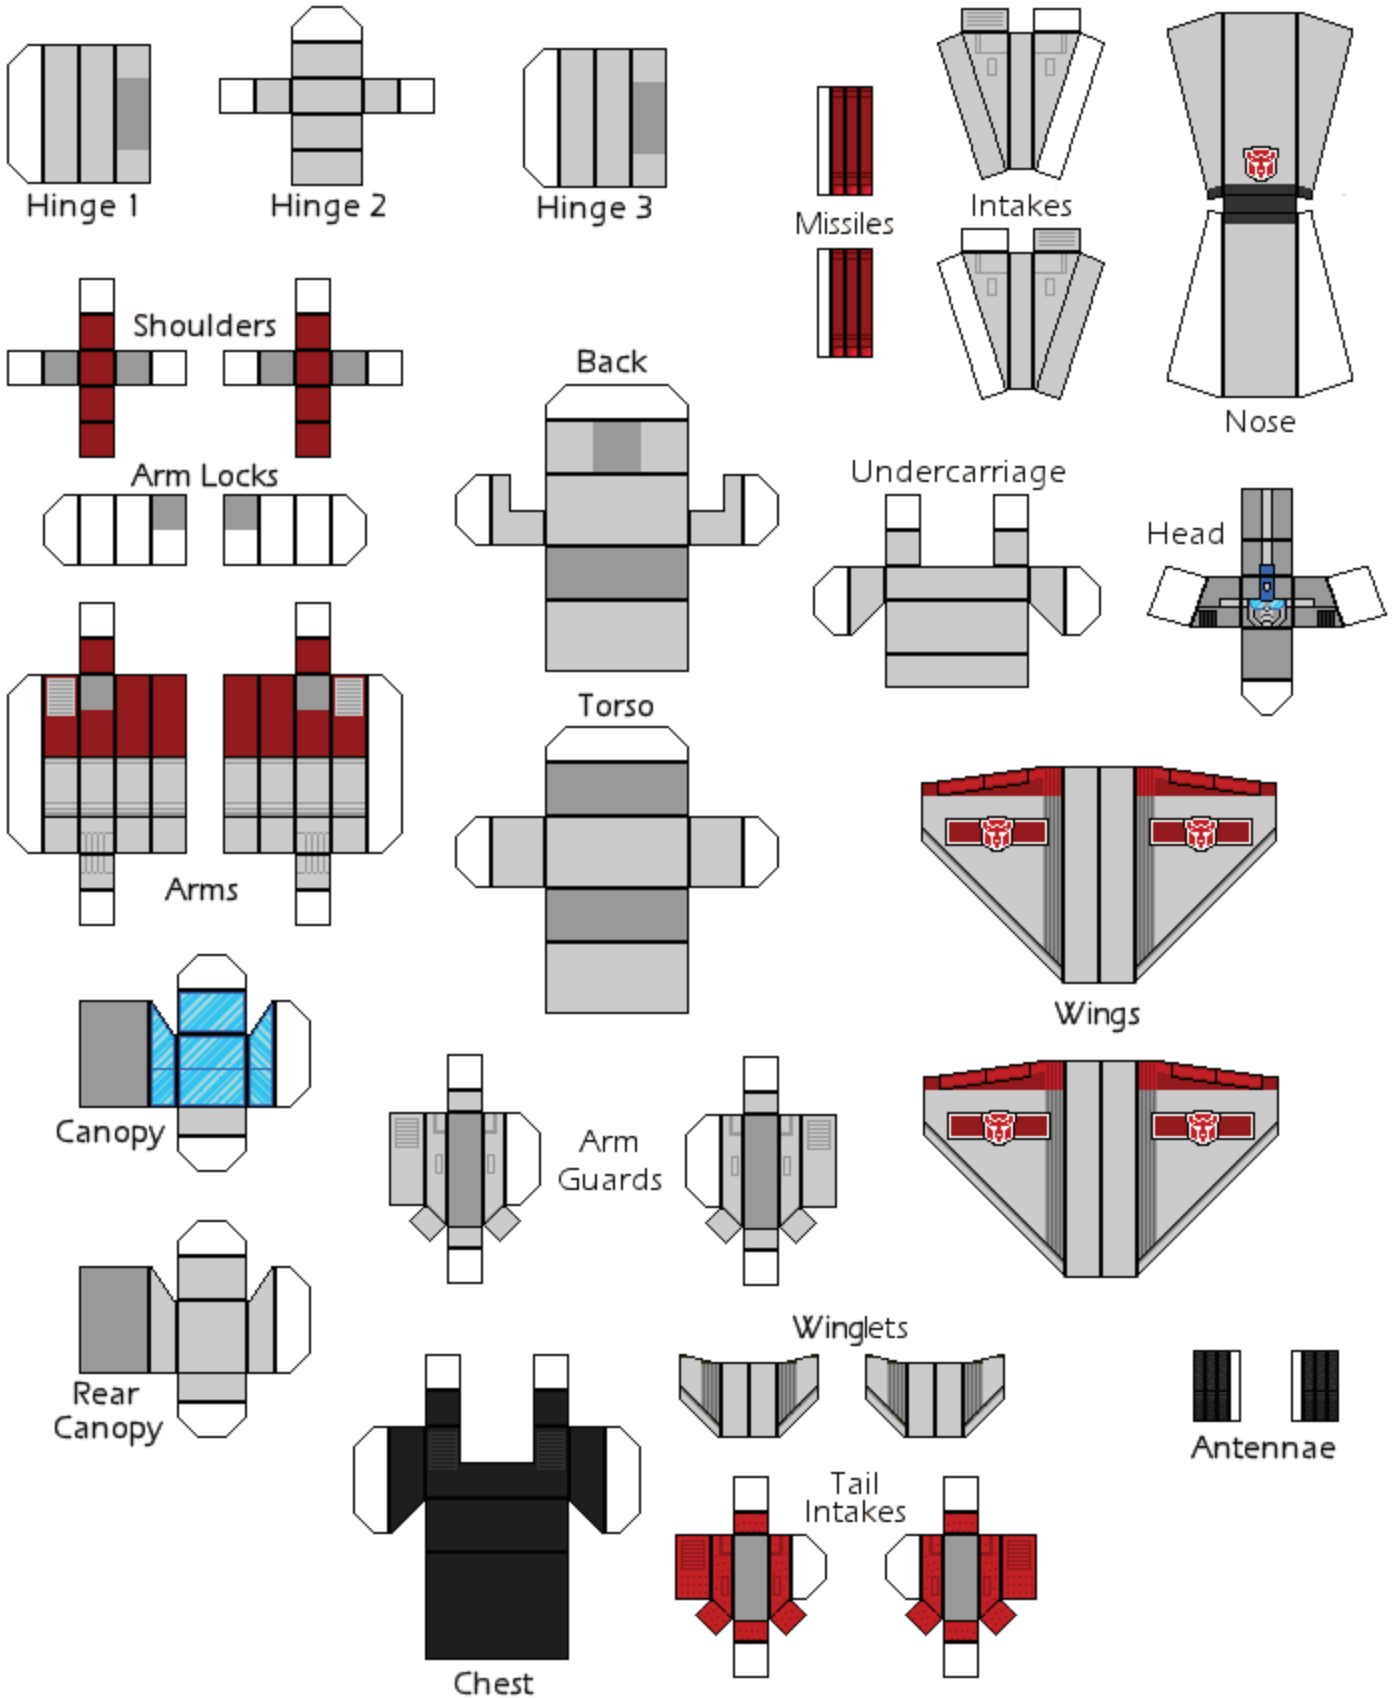 Hinge 1
Hinge 2
Hinge 3
Missiles
Intakes
Shoulders
Back
Nose
Arm Locks
Undercarriage
Head
Torso
Arms
Wings
Canopy
Arm
Guards
Winglets
Rear
Canopy
Antennae
Tail
Intakes
Chest